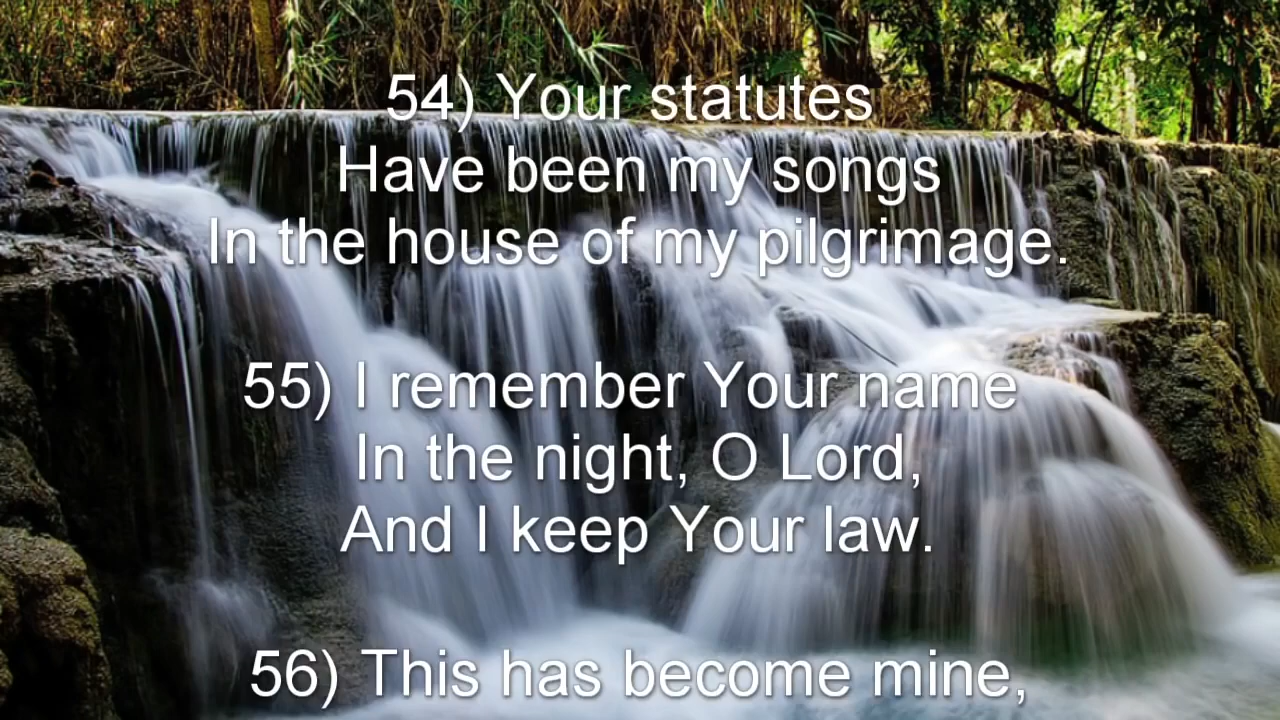 54) Your statutes
Have been my songs
In the house of my pilgrimage.
55) I remember Your name
In the night, O Lord,
And I keep Your law.
56) This has become mine,